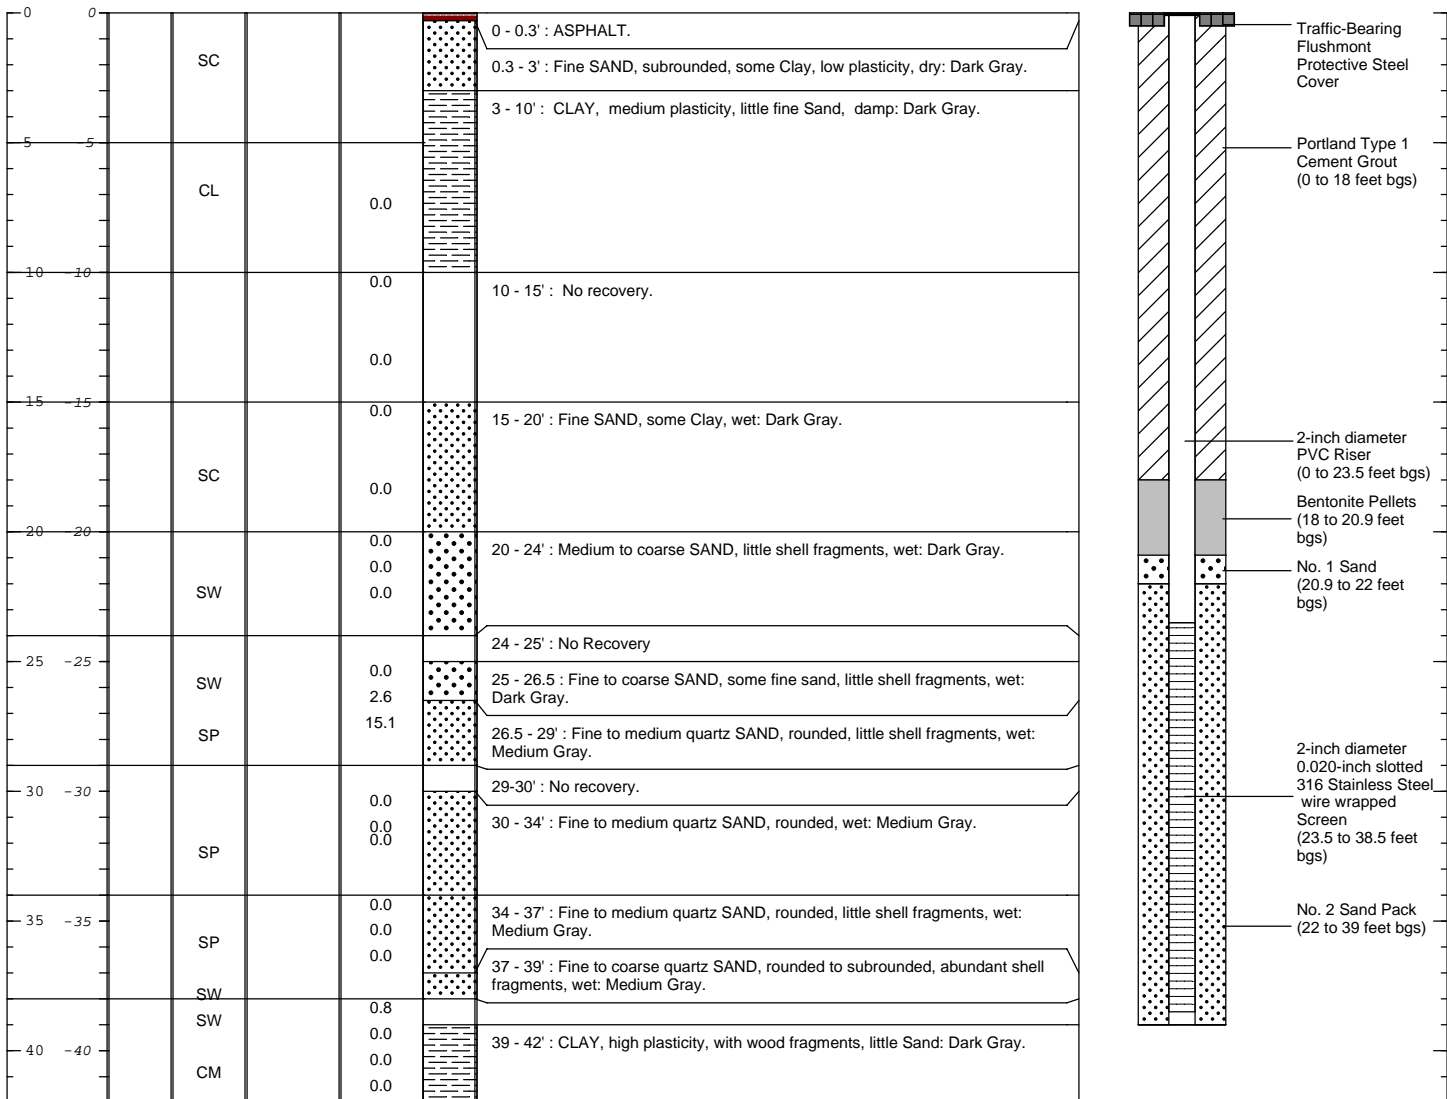 0 0
SC
0 - 0.3' : ASPHALT.
0.3 - 3' : Fine SAND, subrounded, some Clay, low plasticity, dry: Dark Gray.
3 - 10' : CLAY, medium plasticity, little fine Sand, damp: Dark Gray.
5 -5
CL
0.0
10 -10
0.0
10 - 15' : No recovery.
0.0
15 -15
0.0
15 - 20' : Fine SAND, some Clay, wet: Dark Gray.
SC
0.0
20 -20
0.0
20 - 24' : Medium to coarse SAND, little shell fragments, wet: Dark Gray.
0.0
SW
0.0
24 - 25' : No Recovery
25 -25
0.0
SW
25 - 26.5 : Fine to coarse SAND, some fine sand, little shell fragments, wet:
Dark Gray.
2.6
15.1
SP
26.5 - 29' : Fine to medium quartz SAND, rounded, little shell fragments, wet:
Medium Gray.
29-30' : No recovery.
30 -30
0.0
0.0
0.0
30 - 34' : Fine to medium quartz SAND, rounded, wet: Medium Gray.
SP
0.0
34 - 37' : Fine to medium quartz SAND, rounded, little shell fragments, wet:
Medium Gray.
35 -35
0.0
SP
0.0
37 - 39' : Fine to coarse quartz SAND, rounded to subrounded, abundant shell
fragments, wet: Medium Gray.
SW
0.8
SW
0.0
39 - 42' : CLAY, high plasticity, with wood fragments, little Sand: Dark Gray.
40 -40
0.0
CM
0.0
Traffic-Bearing
Flushmont
Protective Steel
Cover
Portland Type 1
Cement Grout
(0 to 18 feet bgs)
2-inch diameter
PVC Riser
(0 to 23.5 feet bgs)
Bentonite Pellets
(18 to 20.9 feet
bgs)
No. 1 Sand
(20.9 to 22 feet
bgs)
2-inch diameter
0.020-inch slotted
316 Stainless Steel
wire wrapped
Screen
(23.5 to 38.5 feet
bgs)
No. 2 Sand Pack
(22 to 39 feet bgs)